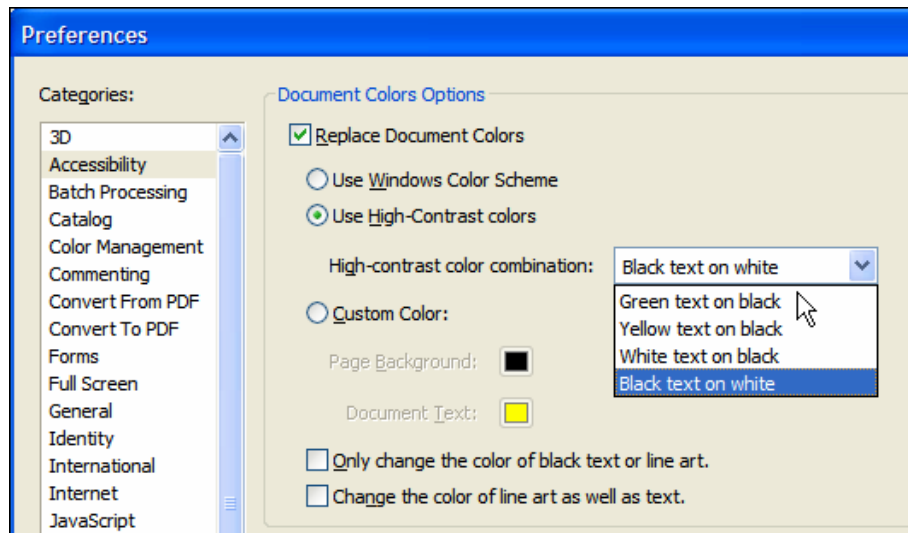 Preferences
Categories:
3D
Accessibility
Batch Processing
Catalog
Color Management
Commenting
Convert From PDF
Convert To PDF
Forms
Full Screen
General
Identity
International
Internet
JavaScript
Document Colors Options
Replace Document Colors
Use Windows Color Scheme
Use High-Contrast colors
High-contrast color combination: Black text on white
Green text on black
Yellow text on black
White text on black
Black text on white
Custom Color:
Page Background:
Document Text:
Only change the color of black text or line art.
Change the color of line art as well as text.